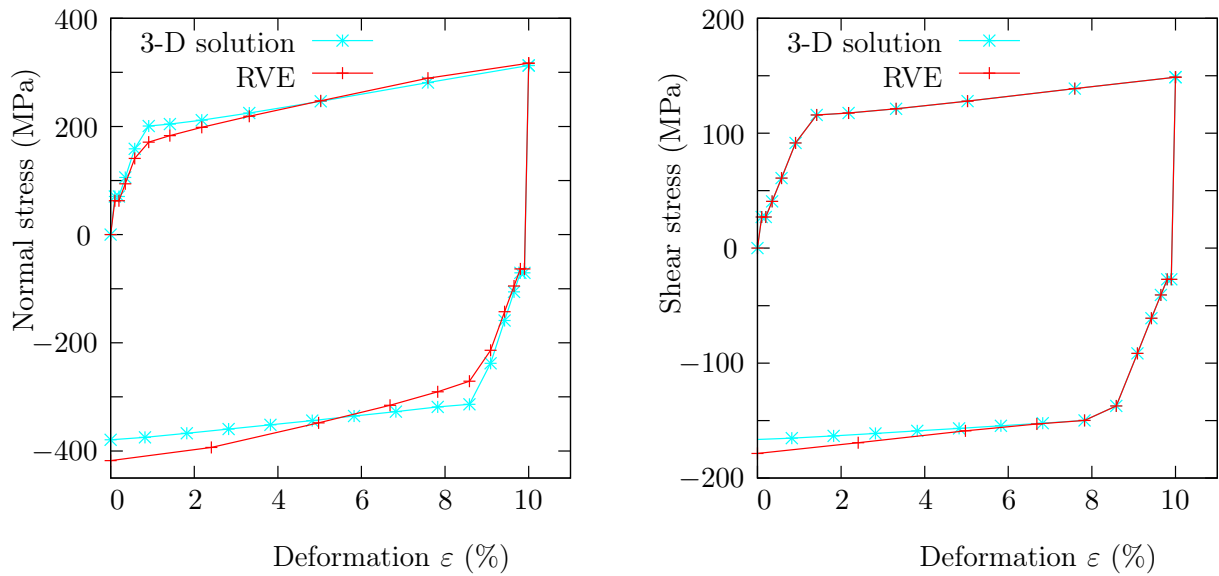 400
200
0
−200
−400
Normal stress (MPa)
3-D solution
RVE
0 2 4 6 8 10
Deformation ε (%)
200
100
0
−100
−200
Shear stress (MPa)
3-D solution
RVE
0 2 4 6 8 10
Deformation ε (%)